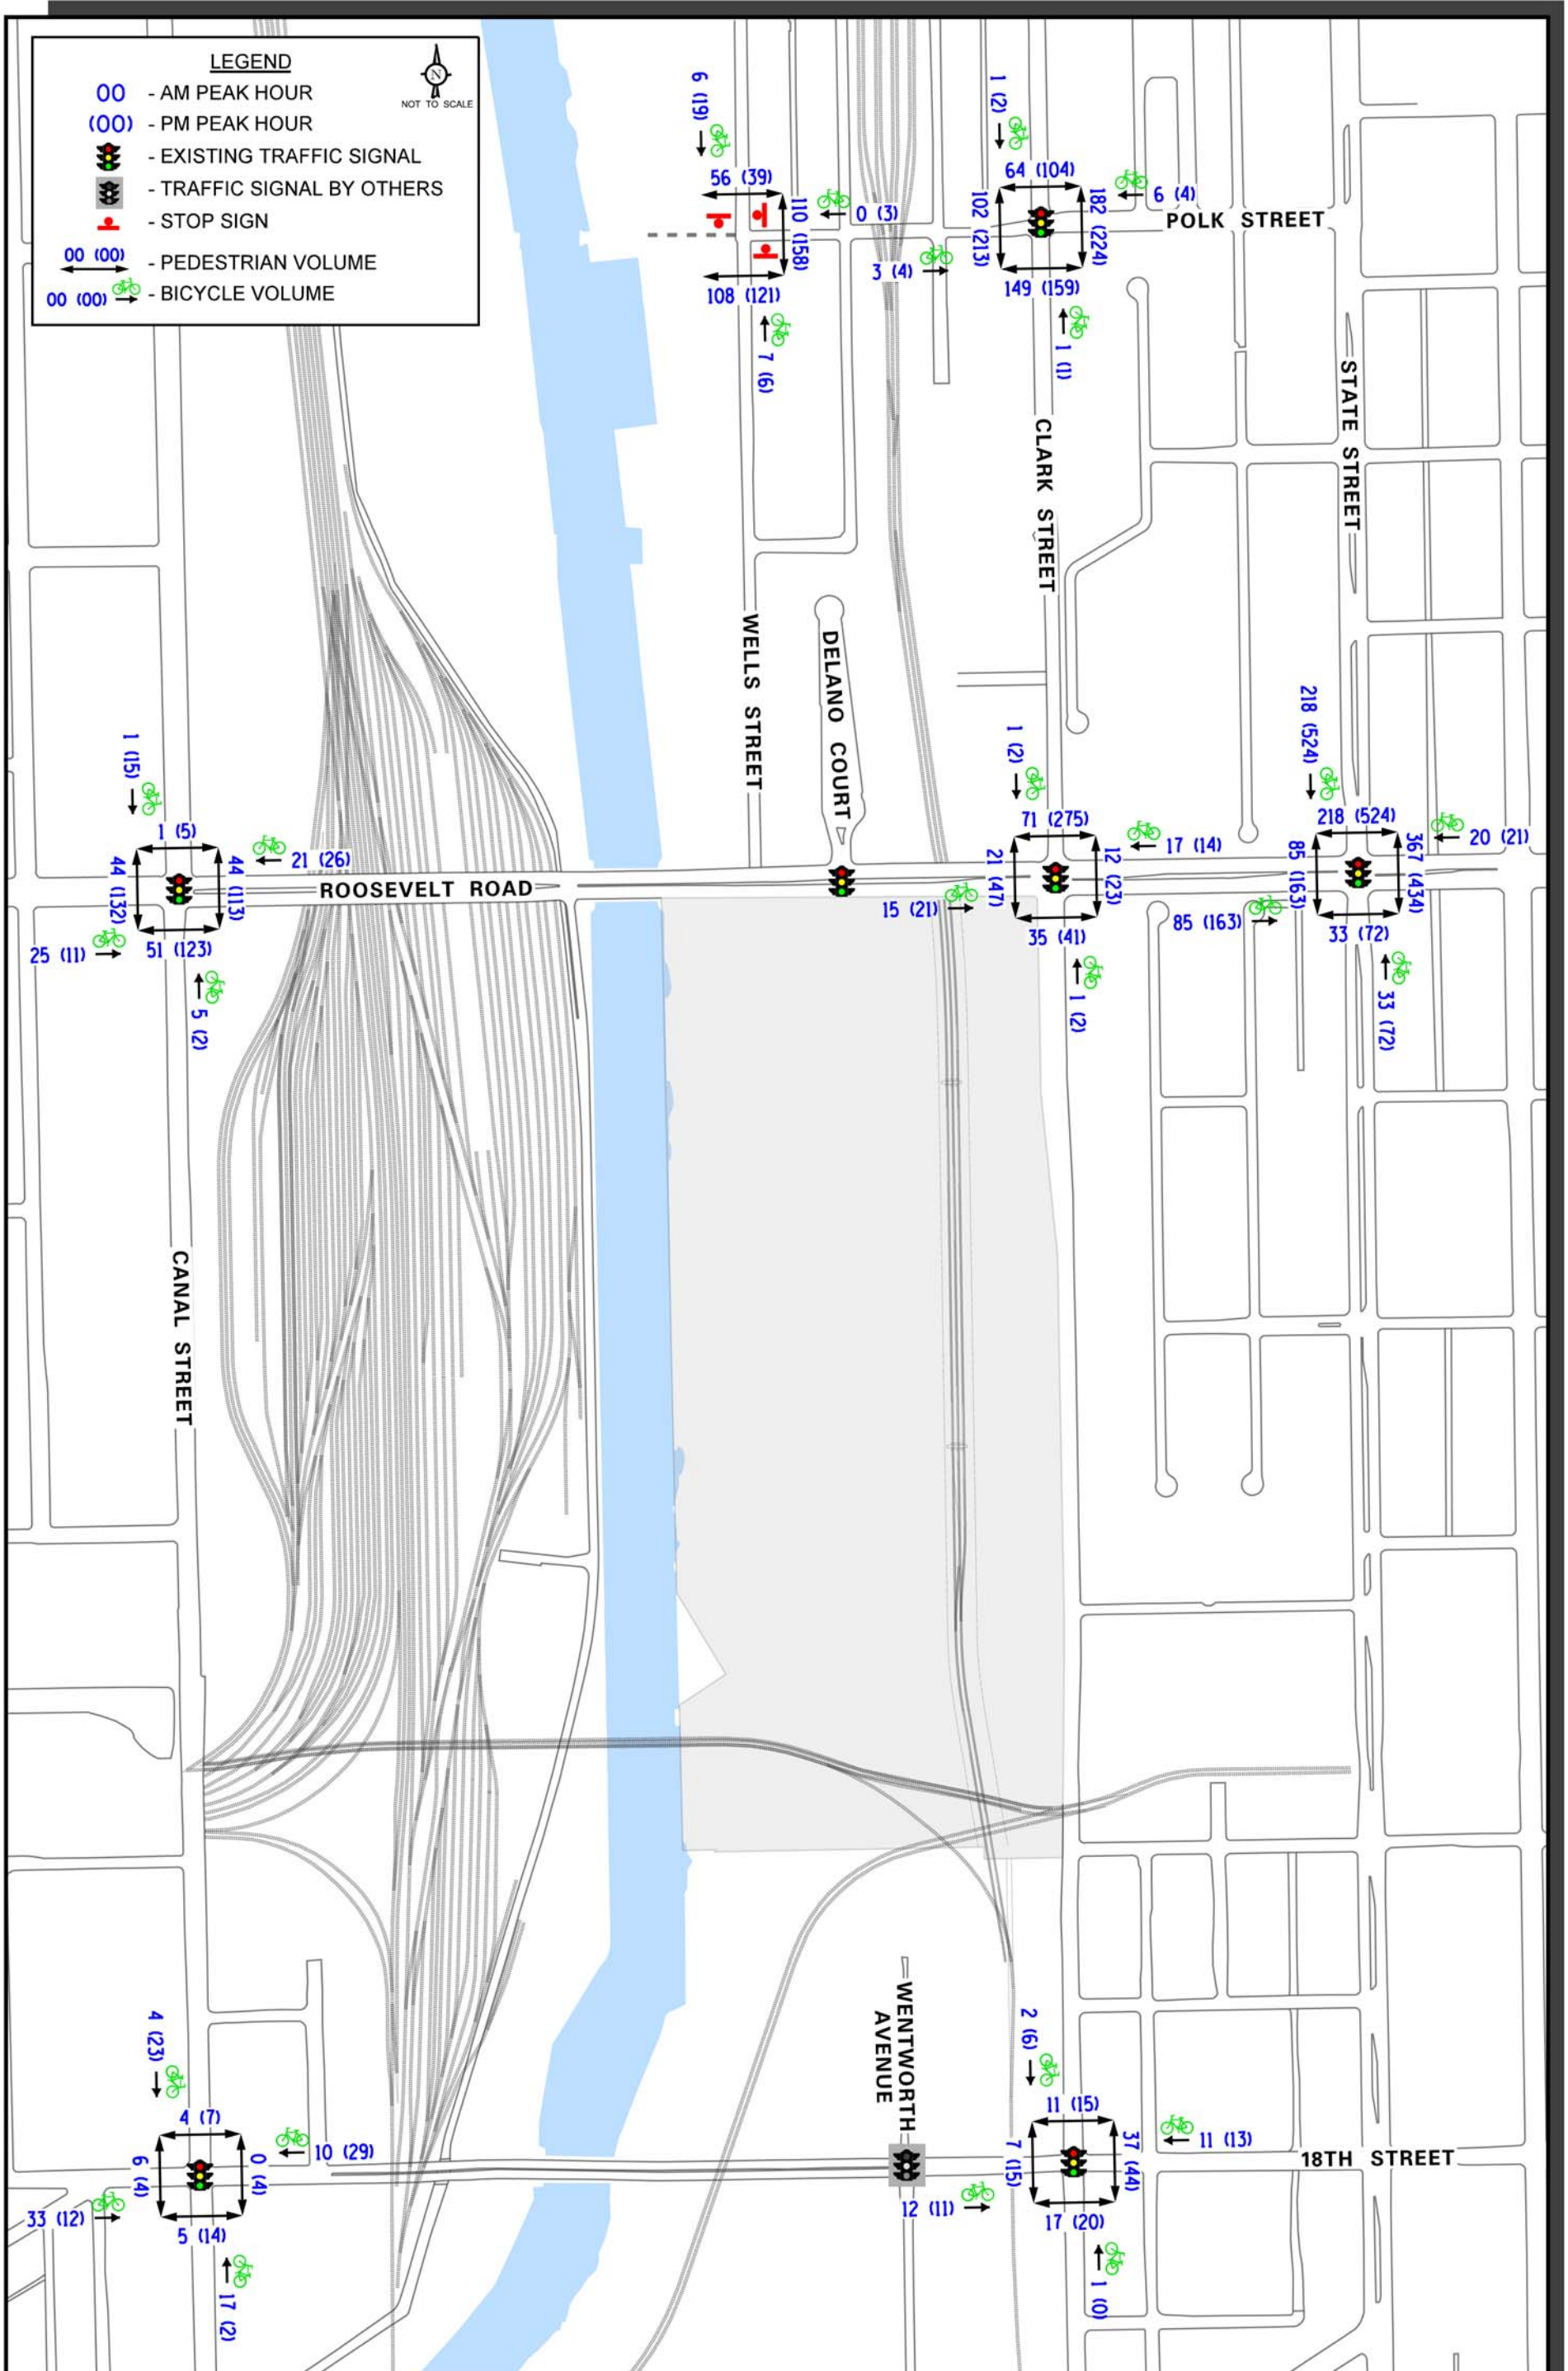 LEGEND
00 - AM PEAK HOUR
(00) - PM PEAK HOUR
- EXISTING TRAFFIC SIGNAL
- TRAFFIC SIGNAL BY OTHERS
- STOP SIGN
00 (00) - PEDESTRIAN VOLUME
00 (00) - BICYCLE VOLUME
N
NOT TO SCALE
6 (19)
56 (39)
110 (158)
0 (3)
108 (121)
7 (6)
3 (4)
1 (2)
64 (104)
102 (213)
182 (224)
6 (4)
POLK STREET
149 (159)
1 (1)
STATE STREET
CLARK STREET
WELLS STREET
DELANO COURT
1 (15)
1 (5)
44 (132)
44 (113)
21 (26)
ROOSEVELT ROAD
25 (11)
51 (123)
5 (2)
1 (2)
71 (275)
21 (47)
12 (23)
17 (14)
15 (21)
35 (41)
1 (2)
218 (524)
218 (524)
85 (163)
367 (434)
20 (21)
85 (163)
33 (72)
33 (72)
CANAL STREET
WENTWORTH
AVENUE
4 (23)
4 (7)
6 (4)
0 (4)
10 (29)
33 (12)
5 (14)
17 (2)
2 (6)
11 (15)
7 (15)
37 (44)
11 (13)
18TH STREET
12 (11)
17 (20)
1 (0)